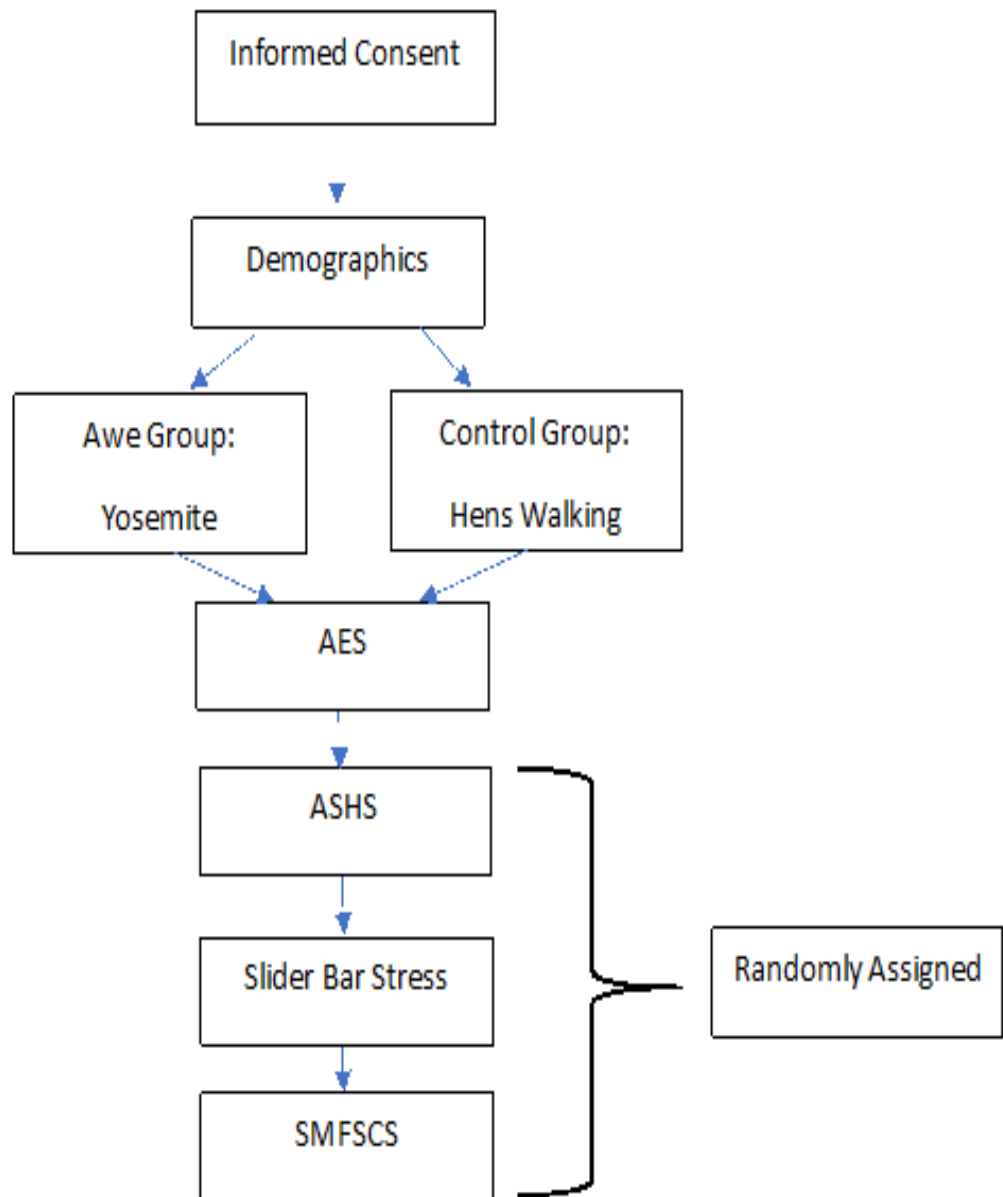 Informed Consent
Demographics
Awe Group:
Yosemite
Control Group:
Hens Walking
AES
ASHS
Slider Bar Stress
Randomly Assigned
SMFSCS